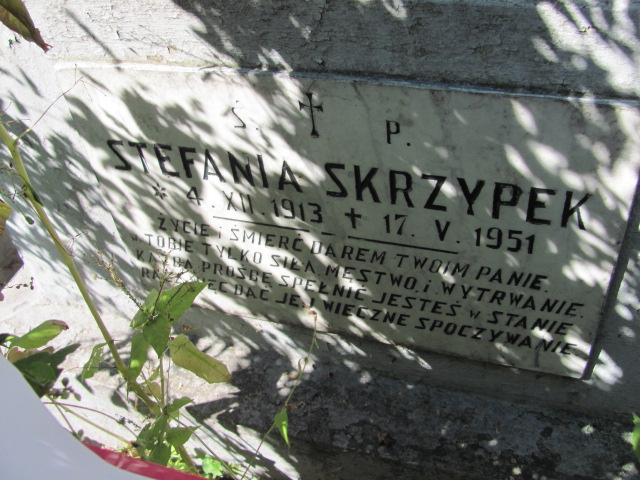 Ś. † P.
STEFANIA SKRZYPEK
* 4. XII. 1913 † 17. V. 1951
ŻYCIE i ŚMIERĆ DAREM TWOIM PANIE.
w TOBIE TYLKO SIŁA, MĘSTWO, i WYTRWANIE.
KAŻDĄ PROŚBĘ SPEŁNIĆ JESTEŚ w STANIE
DAĆ JEJ WIECZNE SPOCZYWANIE.